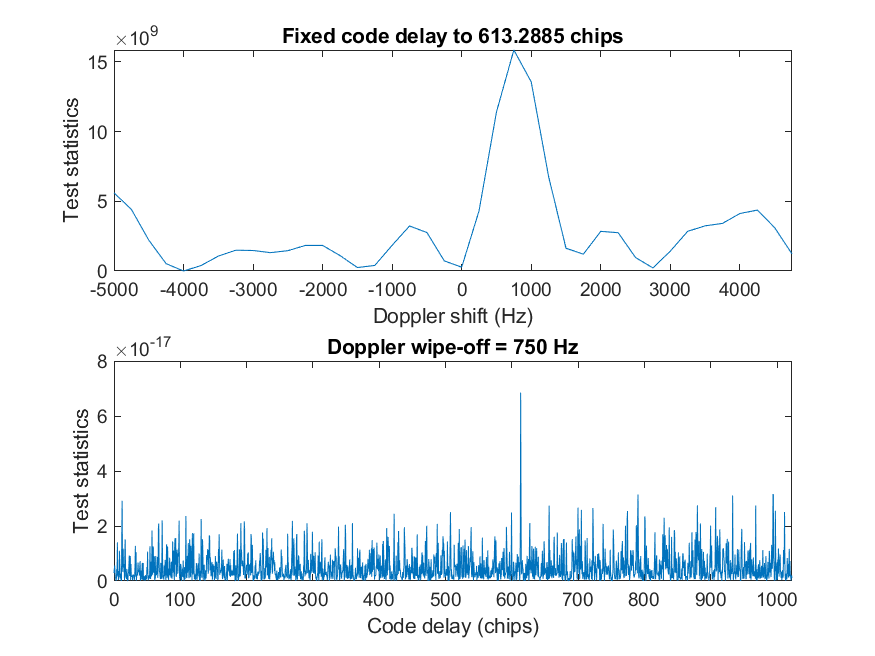 ×10^9
Fixed code delay to 613.2885 chips
15
10
5
0
Test statistics
-5000 -4000 -3000 -2000 -1000 0 1000 2000 3000 4000
Doppler shift (Hz)
×10^-17
Doppler wipe-off = 750 Hz
8
6
4
2
0
Test statistics
0 100 200 300 400 500 600 700 800 900 1000
Code delay (chips)